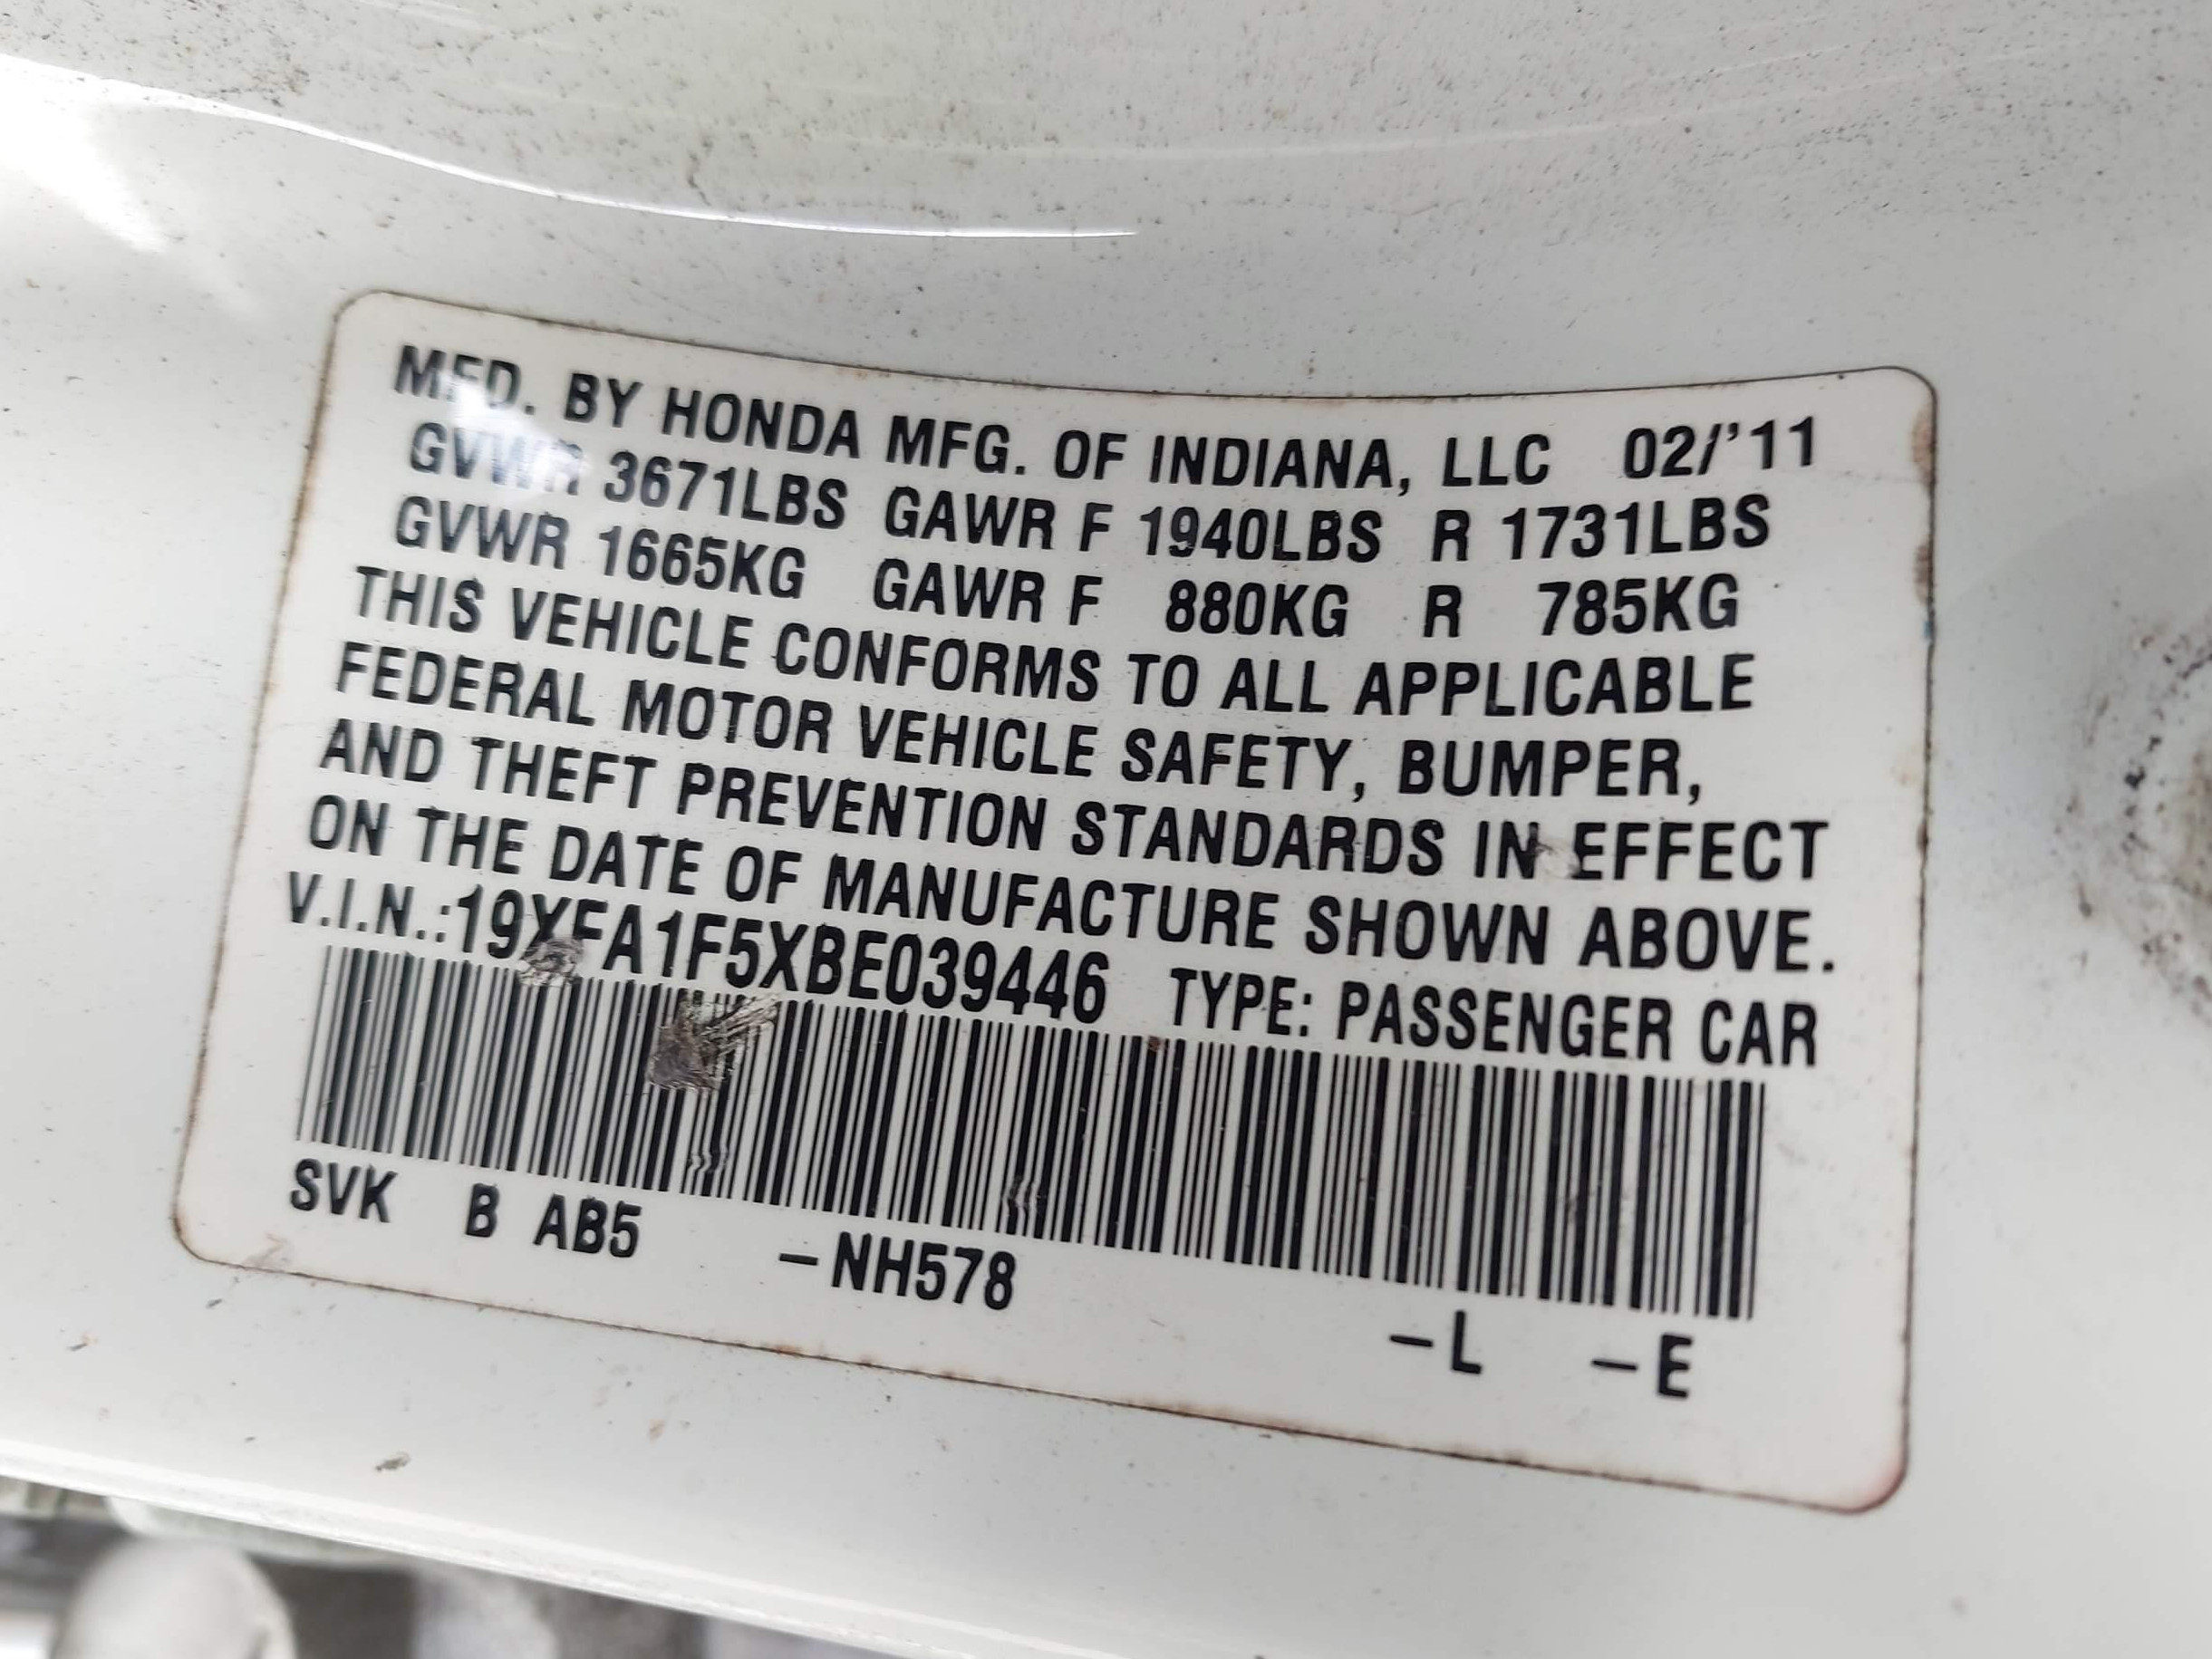 MFD. BY HONDA MFG. OF INDIANA, LLC 02/'11
GVWR 3671LBS GAWR F 1940LBS R 1731LBS
GVWR 1665KG GAWR F 880KG R 785KG
THIS VEHICLE CONFORMS TO ALL APPLICABLE
FEDERAL MOTOR VEHICLE SAFETY, BUMPER,
AND THEFT PREVENTION STANDARDS IN EFFECT
ON THE DATE OF MANUFACTURE SHOWN ABOVE.
V.I.N.:19XFA1F5XBE039446 TYPE: PASSENGER CAR
SVK B AB5 –NH578 –L –E